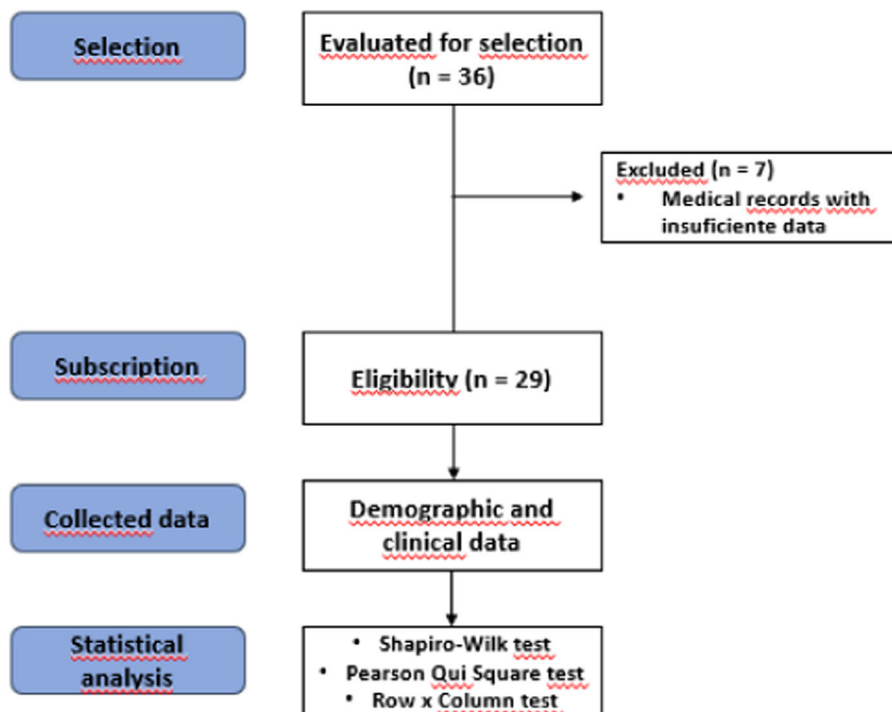 Selection
Evaluated for selection
(n = 36)
Excluded (n = 7)
• Medical records with
insuficiente data
Subscription
Eligibility (n = 29)
Collected data
Demographic and
clinical data
Statistical
analysis
• Shapiro-Wilk test
• Pearson Qui Square test
• Row x Column test